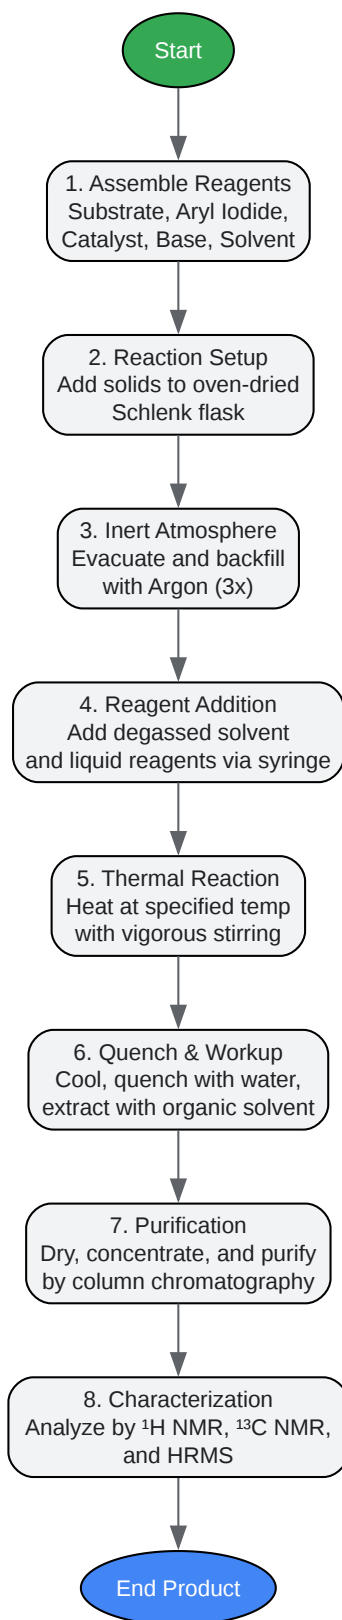 Start
1. Assemble Reagents
Substrate, Aryl Iodide,
Catalyst, Base, Solvent
2. Reaction Setup
Add solids to oven-dried
Schlenk flask
3. Inert Atmosphere
Evacuate and backfill
with Argon (3x)
4. Reagent Addition
Add degassed solvent
and liquid reagents via syringe
5. Thermal Reaction
Heat at specified temp
with vigorous stirring
6. Quench & Workup
Cool, quench with water,
extract with organic solvent
7. Purification
Dry, concentrate, and purify
by column chromatography
8. Characterization
Analyze by ¹H NMR, ¹³C NMR,
and HRMS
End Product